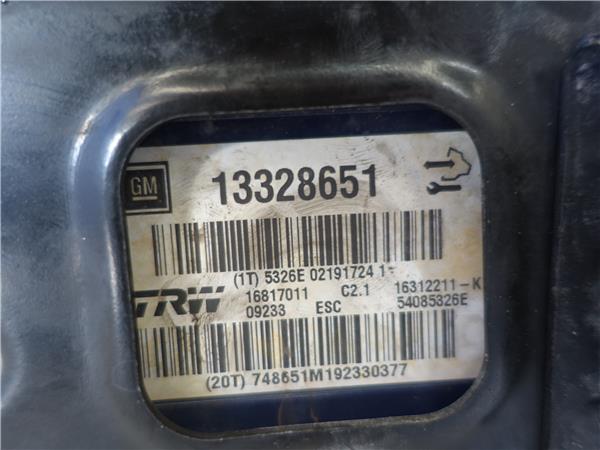 GM 13328651
(1T) 5326E 02191724 1
TRW 16817011 C2.1 16312211-K
09233 ESC 54085326E
(20T) 748651M192330377